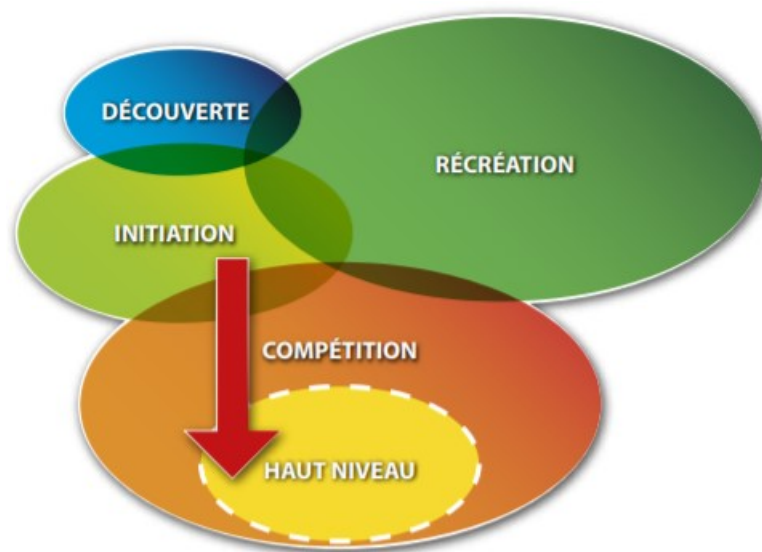 DÉCOUVERTE
RÉCRÉATION
INITIATION
COMPÉTITION
HAUT NIVEAU